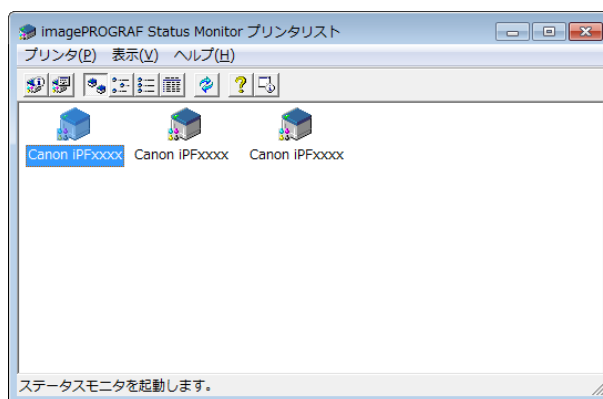 imagePROGRAF Status Monitor プリンタリスト
プリンタ(P) 表示(V) ヘルプ(H)
Canon iPFxxxx Canon iPFxxxx Canon iPFxxxx
ステータスモニタを起動します。